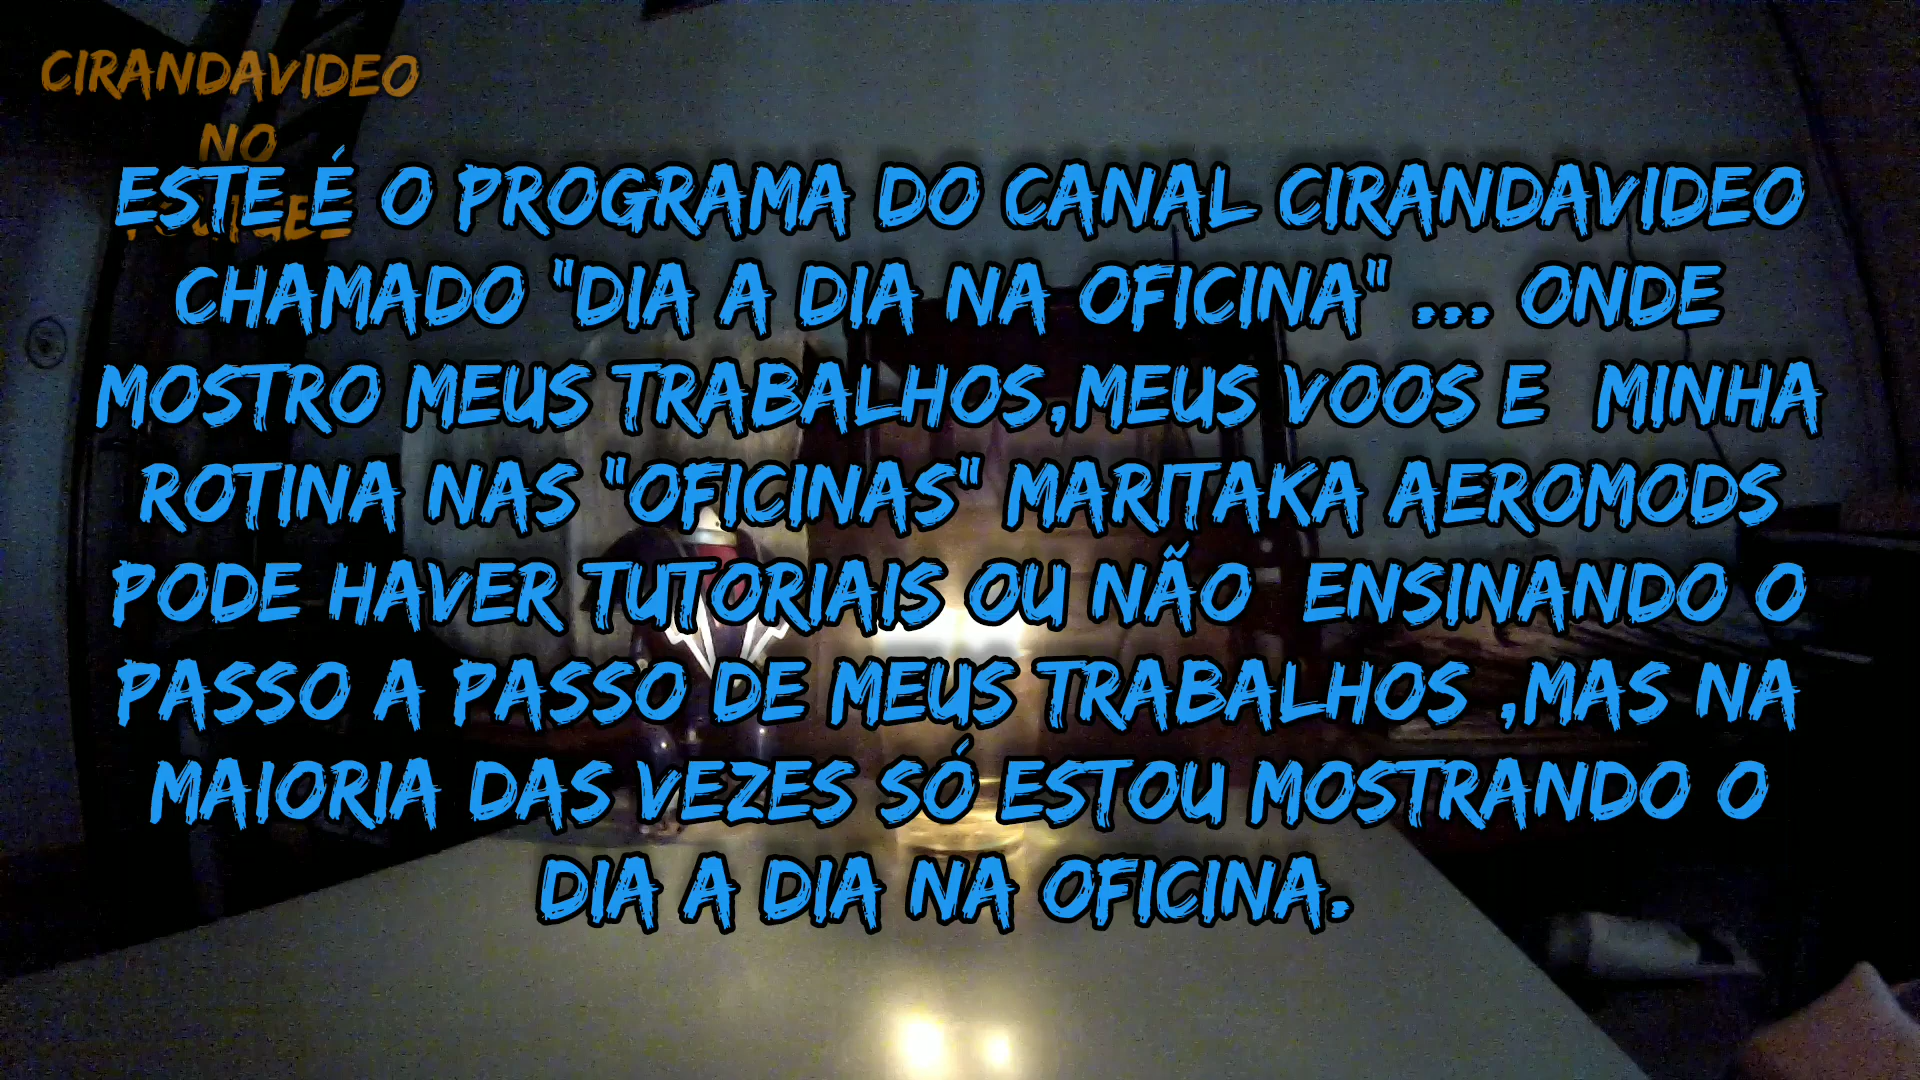 CIRANDAVIDEO
NO
ESTE É O PROGRAMA DO CANAL CIRANDAVIDEO
CHAMADO "DIA A DIA NA OFICINA" ... ONDE
MOSTRO MEUS TRABALHOS,MEUS VOOS E MINHA
ROTINA NAS "OFICINAS" MARITAKA AEROMODS
PODE HAVER TUTORIAIS OU NÃO ENSINANDO O
PASSO A PASSO DE MEUS TRABALHOS ,MAS NA
MAIORIA DAS VEZES SÓ ESTOU MOSTRANDO O
DIA A DIA NA OFICINA.